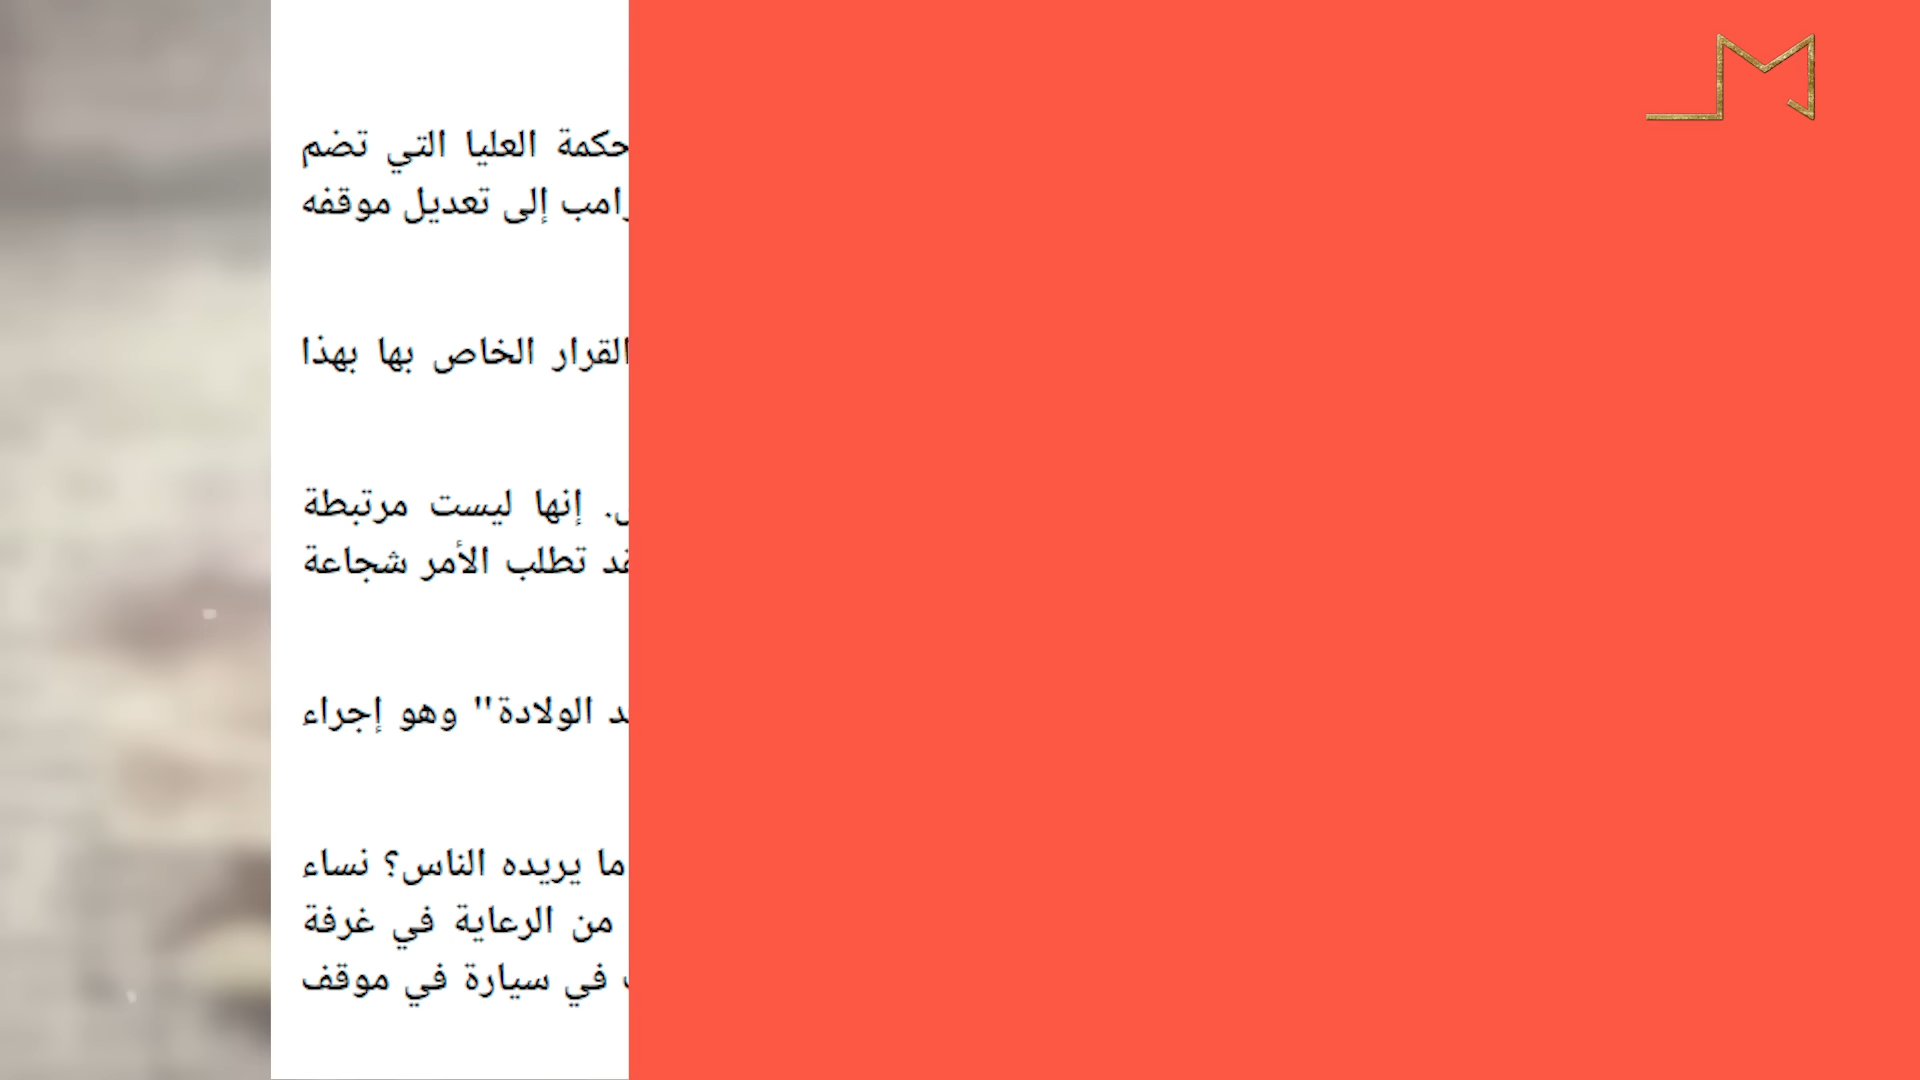 حكمة العليا التي تضم
رامب إلى تعديل موقفه
القرار الخاص بها بهذا
. إنها ليست مرتبطة
قد تطلب الأمر شجاعة
د الولادة" وهو إجراء
ما يريده الناس؟ نساء
من الرعاية في غرفة
في سيارة في موقف